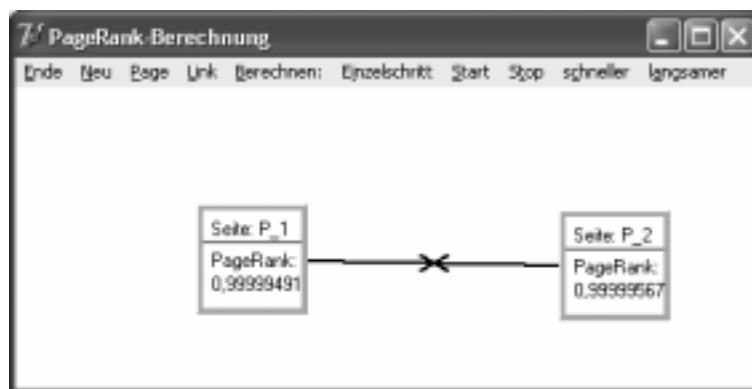 PageRank-Berechnung
Ende Neu Page Link Berechnen: Einzelschritt Start Stop schneller langsamer
Seite: P_1
PageRank:
0,99999491
Seite: P_2
PageRank:
0,99999567